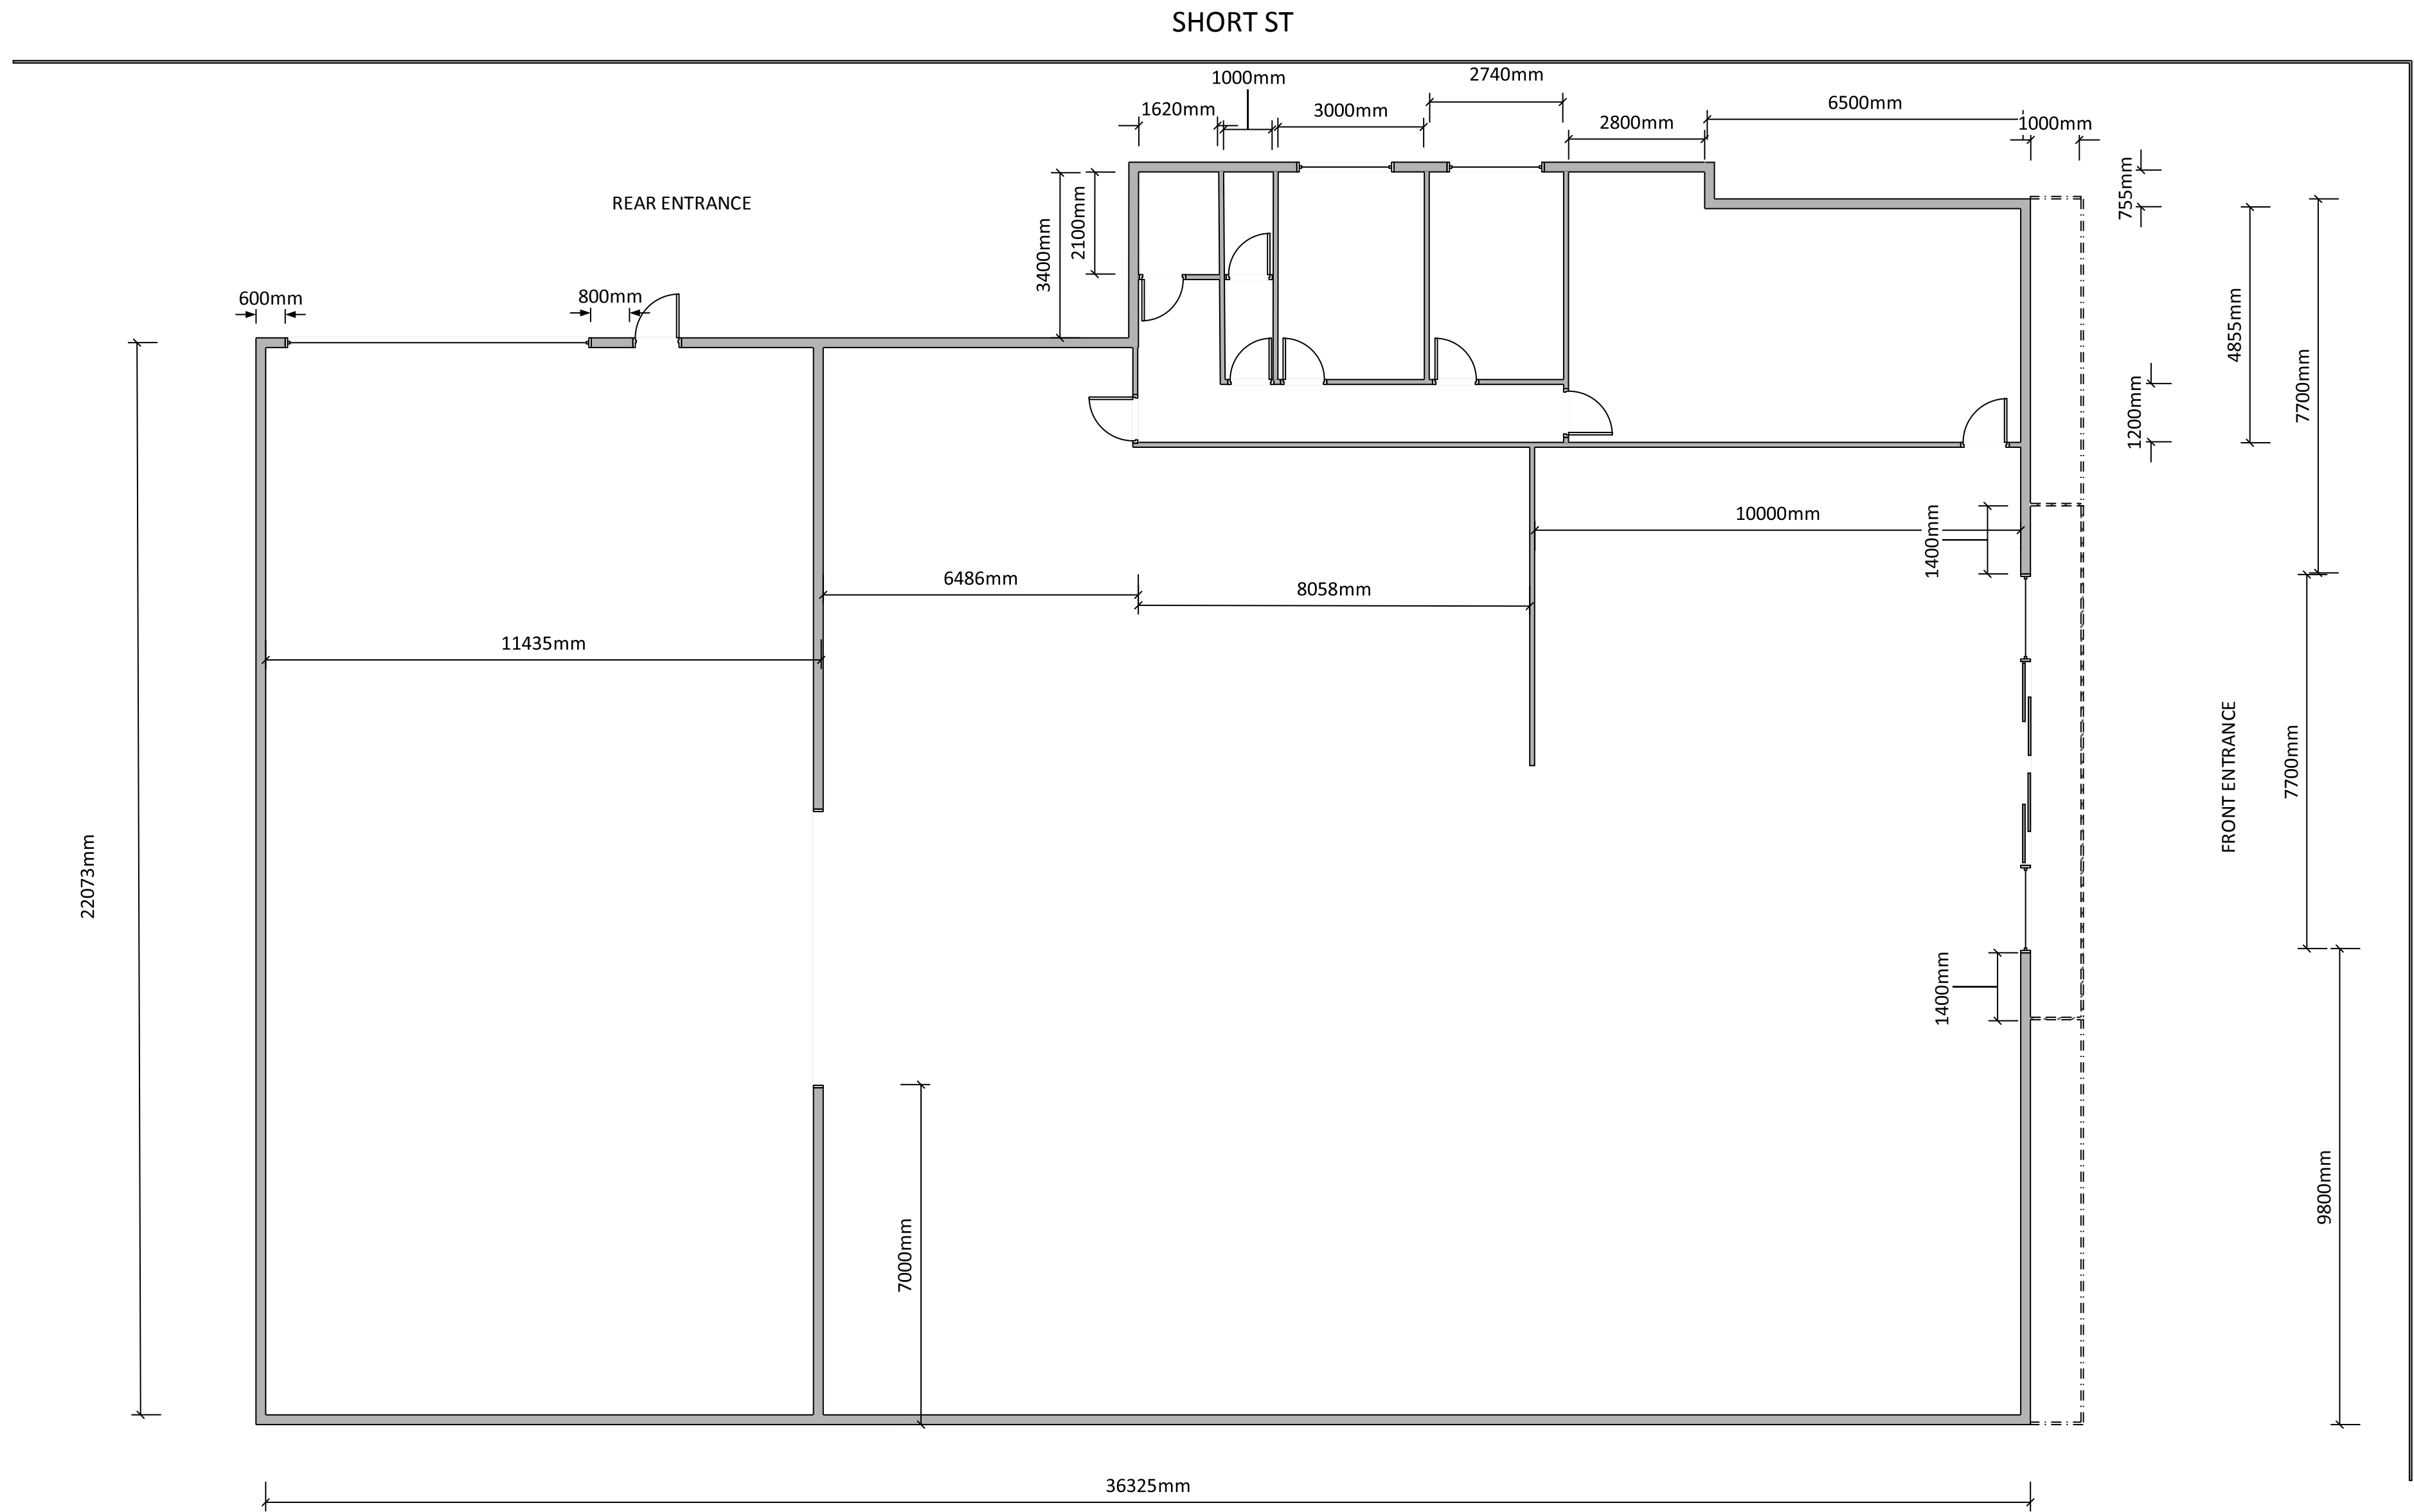 SHORT ST
1000mm
2740mm
1620mm
3000mm
2800mm
6500mm
1000mm
755mm
REAR ENTRANCE
3400mm
2100mm
600mm
800mm
4855mm
7700mm
1200mm
10000mm
1400mm
6486mm
8058mm
11435mm
FRONT ENTRANCE
7700mm
22073mm
1400mm
9800mm
7000mm
36325mm